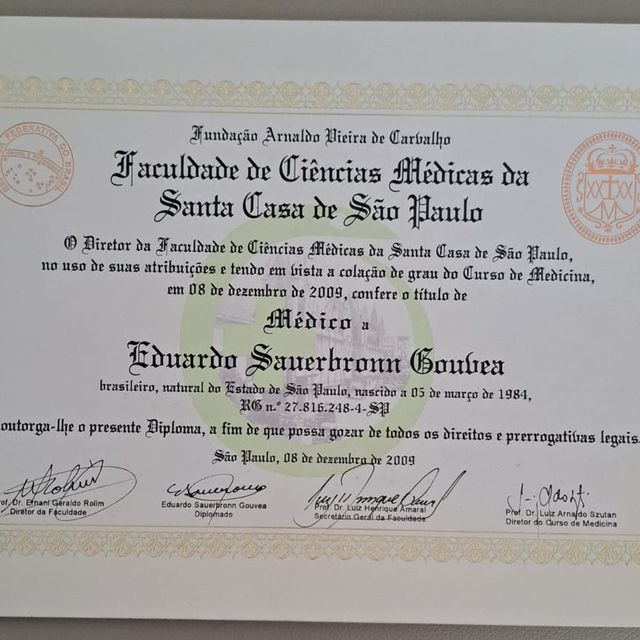 Fundação Arnaldo Vieira de Carvalho
Faculdade de Ciências Médicas da
Santa Casa de São Paulo
O Diretor da Faculdade de Ciências Médicas da Santa Casa de São Paulo,
no uso de suas atribuições e tendo em vista a colação de grau do Curso de Medicina,
em 08 de dezembro de 2009, confere o título de
Médico a
Eduardo Sauerbronn Gouvea
brasileiro, natural do Estado de São Paulo, nascido a 05 de março de 1984,
RG n.º 27.816.248-4-SP
outorga-lhe o presente Diploma, a fim de que possa gozar de todos os direitos e prerrogativas legais.
São Paulo, 08 de dezembro de 2009
Prof. Dr. Ernani Geraldo Rolim
Diretor da Faculdade
Eduardo Sauerbronn Gouvea
Diplomado
Prof. Dr. Luiz Henrique Amaral
Secretário Geral da Faculdade
Prof. Dr. Luiz Arnaldo Szutan
Diretor do Curso de Medicina